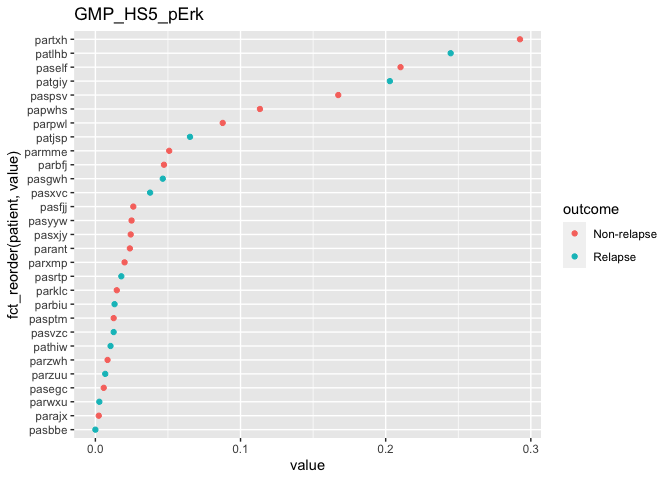 GMP_HS5_pErk
fct_reorder(patient, value)
partxh
patlhb
paself
patgiy
paspsv
papwhs
parpwl
patjsp
parmme
parbfj
pasgwh
pasxvc
pasfjj
pasyyw
pasxjy
parant
parxmp
pasrtp
parklc
parbiu
pasptm
pasvzc
pathiw
parzwh
parzuu
pasegc
parwxu
parajx
pasbbe
0.0 0.1 0.2 0.3
value
outcome
Non-relapse
Relapse